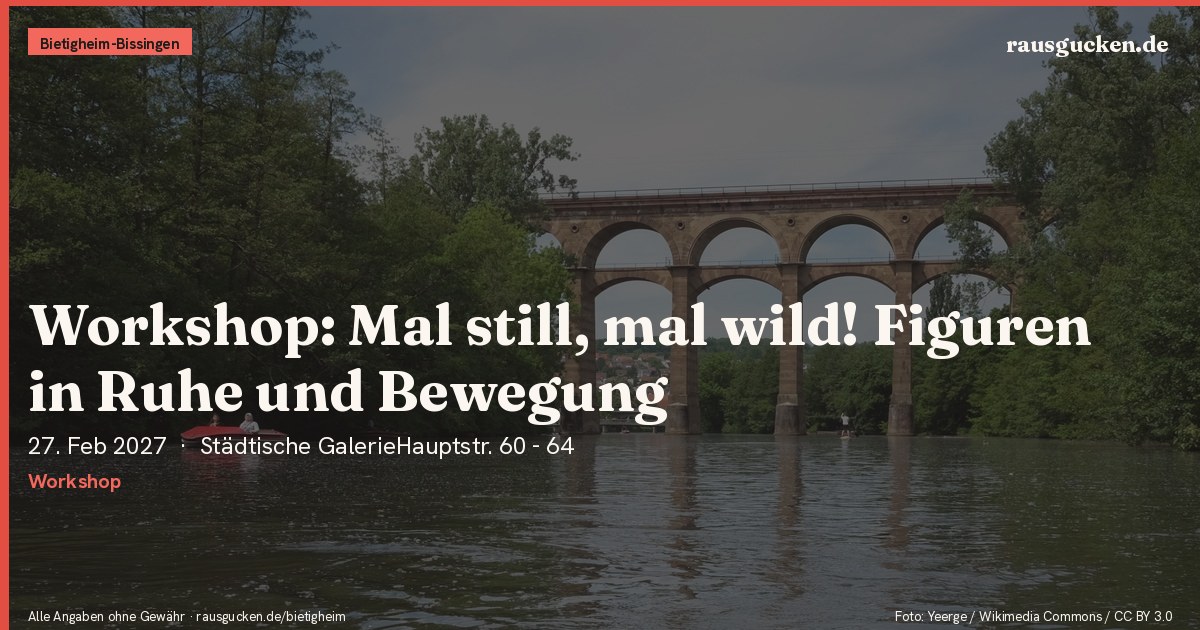 Bietigheim-Bissingen
rausgucken.de
Workshop: Mal still, mal wild! Figuren
in Ruhe und Bewegung
27. Feb 2027 · Städtische GalerieHauptstr. 60 - 64
Workshop
Alle Angaben ohne Gewähr · rausgucken.de/bietigheim
Foto: Yeerge / Wikimedia Commons / CC BY 3.0